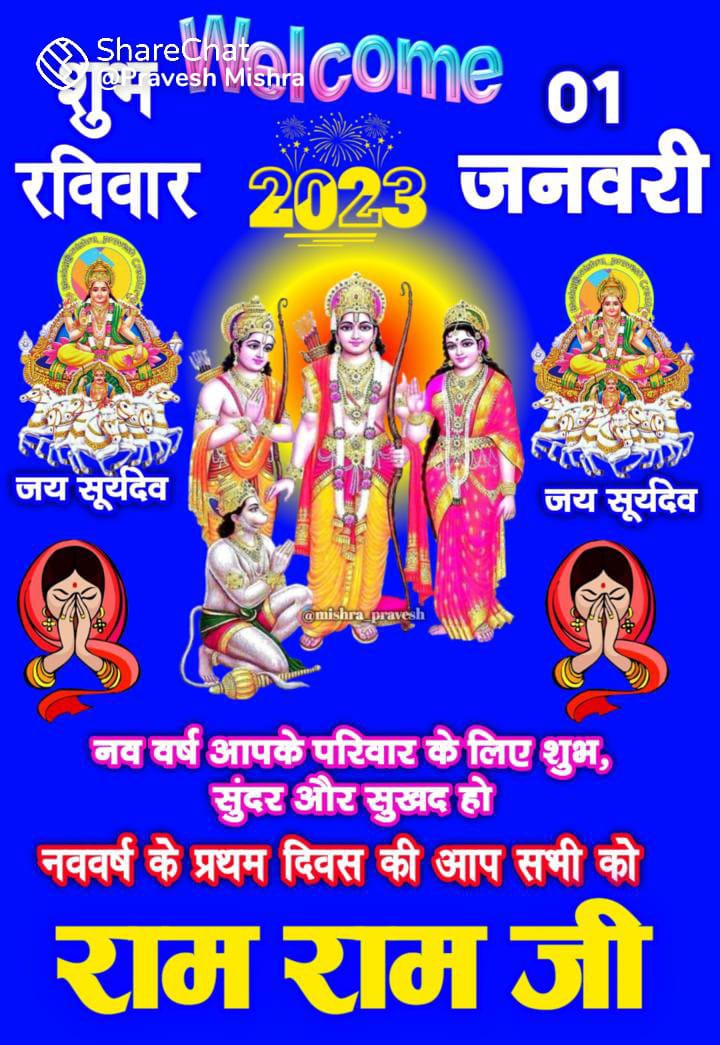 ShareChat
@Pravesh Mishra
शुभ Welcome 01
रविवार 2023 जनवरी
जय सूर्यदेव
जय सूर्यदेव
@mishra_pravesh
नव वर्ष आपके परिवार के लिए शुभ,
सुंदर और सुखद हो
नववर्ष के प्रथम दिवस की आप सभी को
राम राम जी